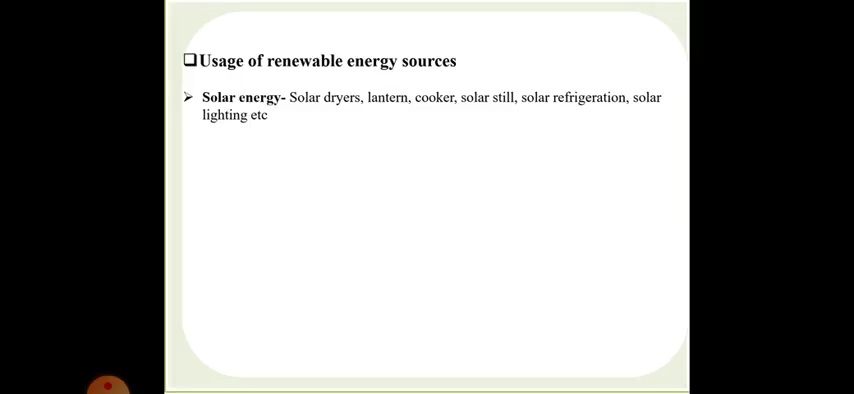 ❑Usage of renewable energy sources
➢ Solar energy- Solar dryers, lantern, cooker, solar still, solar refrigeration, solar
lighting etc